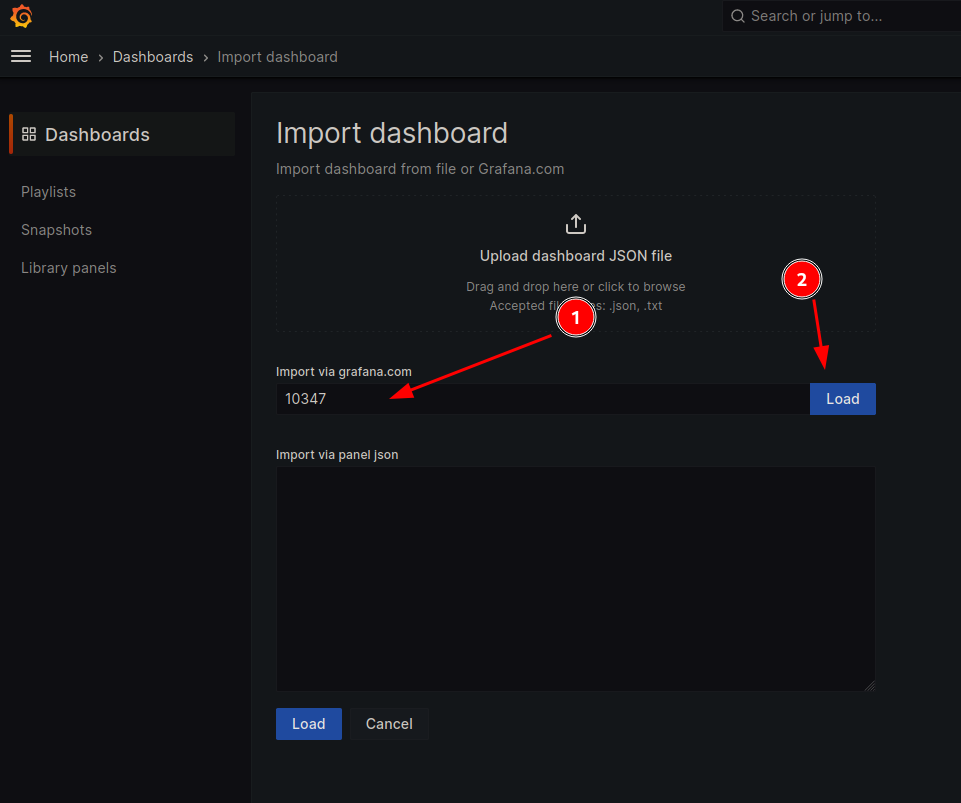 Search or jump to...
Home › Dashboards › Import dashboard
Dashboards
Playlists
Snapshots
Library panels
Import dashboard
Import dashboard from file or Grafana.com
Upload dashboard JSON file
Drag and drop here or click to browse
Accepted : .json, .txt
1
2
Import via grafana.com
10347
Load
Import via panel json
Load
Cancel